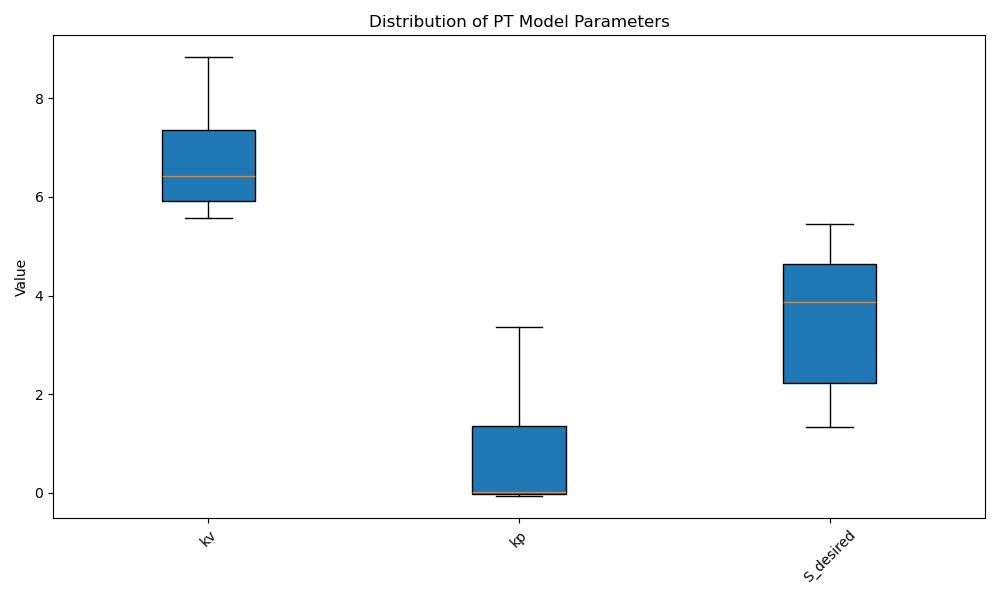 Distribution of PT Model Parameters
Value
8
6
4
2
0
kv
kp
S_desired